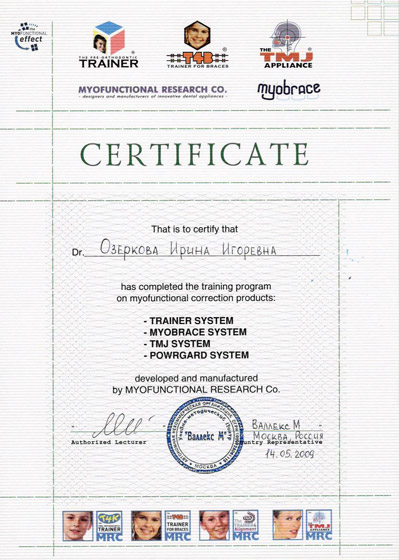 MYOFUNCTIONAL
effect
THE PRE-ORTHODONTIC
TRAINER
T4B
TRAINER FOR BRACES
THE
TMJ
APPLIANCE
MYOFUNCTIONAL RESEARCH CO.
- designers and manufacturers of innovative dental appliances -
myobrace
CERTIFICATE
That is to certify that
Dr. Озеркова Ирина Игоревна
has completed the training program
on myofunctional correction products:
- TRAINER SYSTEM
- MYOBRACE SYSTEM
- TMJ SYSTEM
- POWRGARD SYSTEM
developed and manufactured
by MYOFUNCTIONAL RESEARCH Co.
Валлекс М
Москва, Россия
Authorized Lecturer
untry Representative
14.05.2009
"Валлекс М"
МОСКВА
T4K
MRC
T4B
TRAINER
FOR BRACES
MRC
MRC
TMJ
APPLIANCE
MRC